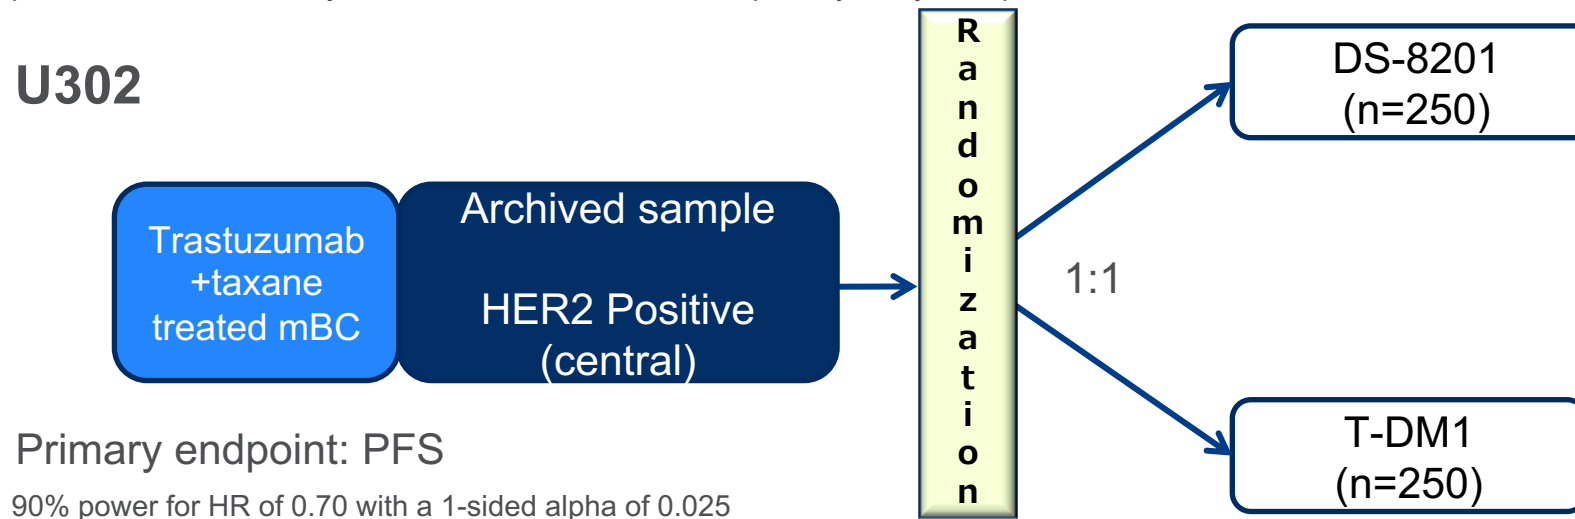 U302
Trastuzumab
+taxane
treated mBC
Archived sample
HER2 Positive
(central)
Randomization
1:1
DS-8201
(n=250)
T-DM1
(n=250)
Primary endpoint: PFS
90% power for HR of 0.70 with a 1-sided alpha of 0.025